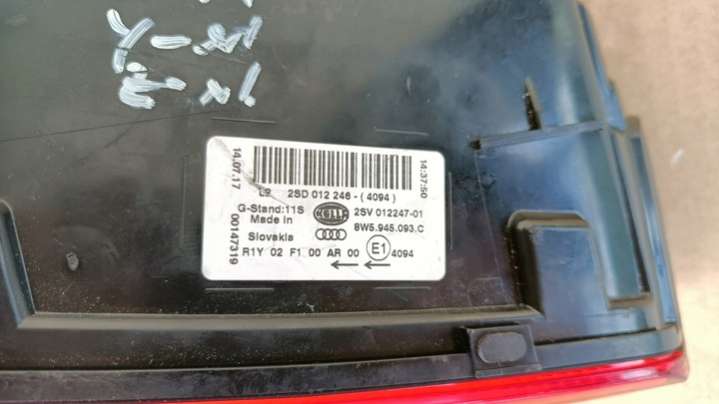 14.07.17
00147319
L2 2SD 012 246-(4094)
G-Stand:11S
Made in
Slovakia
HELLA
2SV 012247-01
8W5.945.093.C
R1Y 02 F1 00 AR 00
E1
4094
14:37:50